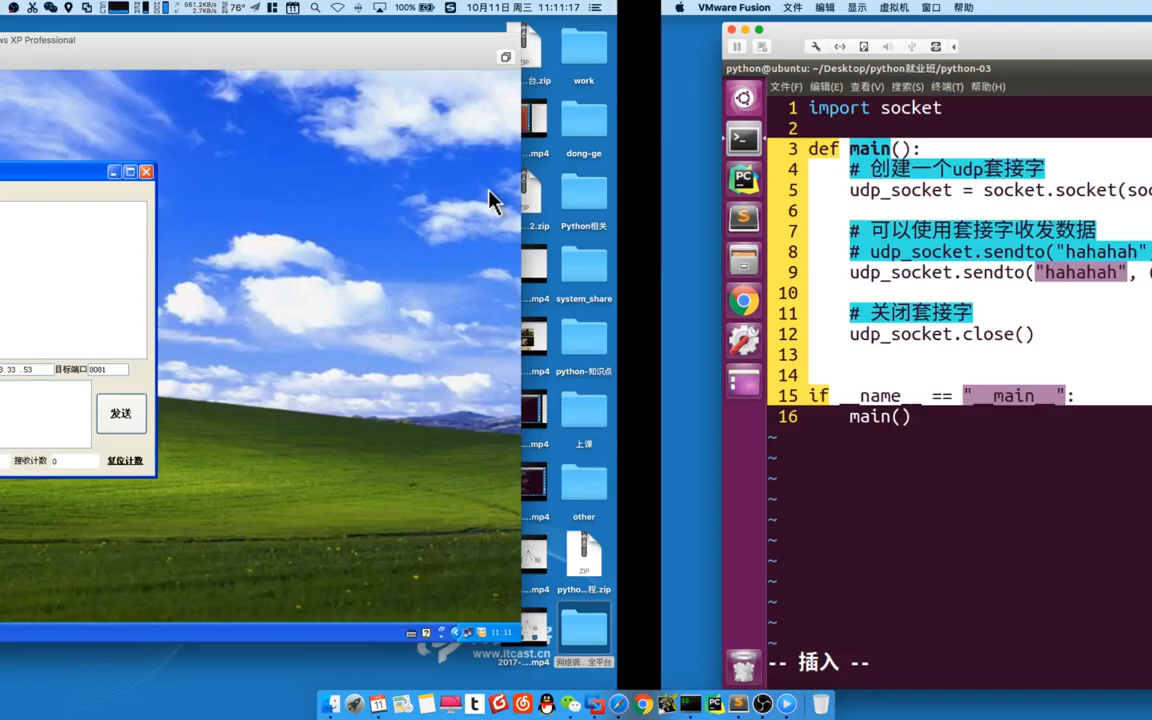 561.2KB/s
2.7KB/s
76°
11
100%
10月11日 周三 11:11:17
ws XP Professional
台.zip
work
.mp4
dong-ge
2.zip
Python相关
.mp4
system_share
.mp4
python-知识点
....mp4
上课
....mp4
other
....mp4
ZIP
pytho...程.zip
2017-....mp4
网络调...全平台
33 . 53
目标端口
8081
发送
接收计数
0
复位计数
11:11
www.itcast.cn
VMware Fusion 文件 编辑 显示 虚拟机 窗口 帮助
python@ubuntu: ~/Desktop/python就业班/python-03
文件(F) 编辑(E) 查看(V) 搜索(S) 终端(T) 帮助(H)
1 import socket
2
3 def main():
4 # 创建一个udp套接字
5 udp_socket = socket.socket(soc
6
7 # 可以使用套接字收发数据
8 # udp_socket.sendto("hahahah"
9 udp_socket.sendto("hahahah", (
10
11 # 关闭套接字
12 udp_socket.close()
13
14
15 if __name__ == "__main__":
16 main()
~
~
~
~
~
~
~
~
~
~
~
-- 插入 --